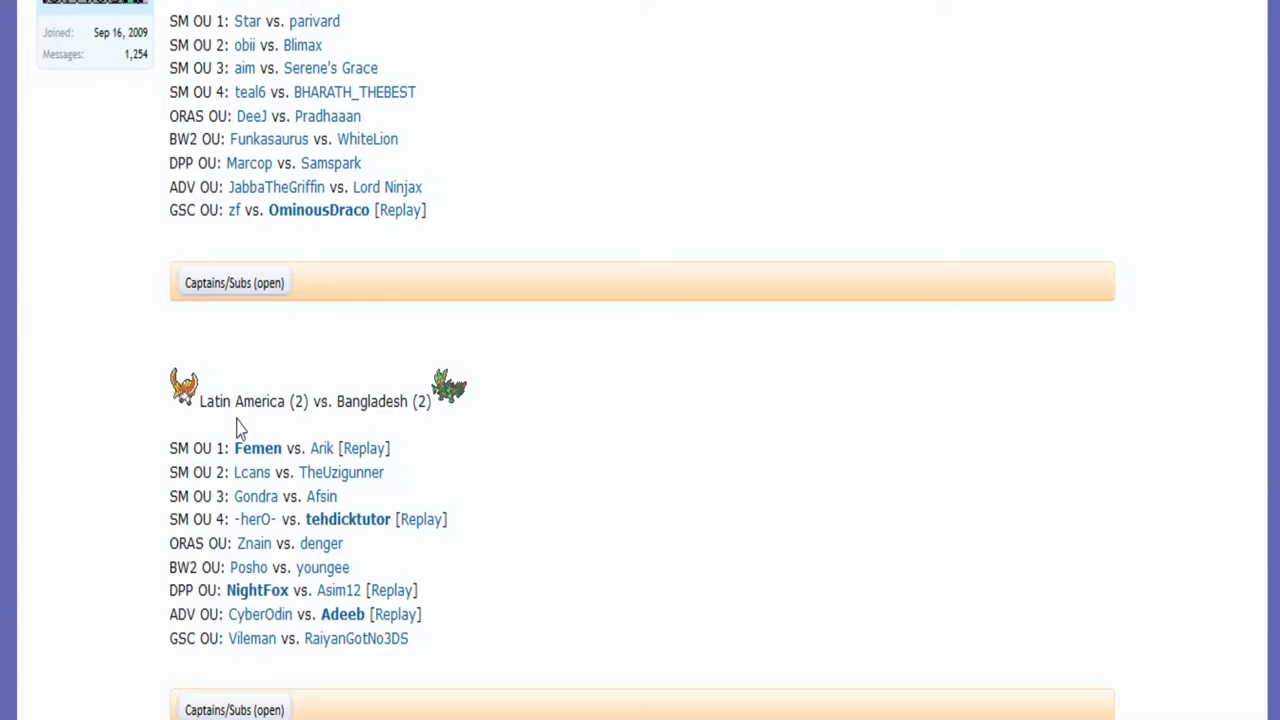 Joined: Sep 16, 2009
Messages: 1,254
SM OU 1: Star vs. parivard
SM OU 2: obii vs. Blimax
SM OU 3: aim vs. Serene's Grace
SM OU 4: teal6 vs. BHARATH_THEBEST
ORAS OU: DeeJ vs. Pradhaaan
BW2 OU: Funkasaurus vs. WhiteLion
DPP OU: Marcop vs. Samspark
ADV OU: JabbaTheGriffin vs. Lord Ninjax
GSC OU: zf vs. OminousDraco [Replay]
Captains/Subs (open)
Latin America (2) vs. Bangladesh (2)
SM OU 1: Femen vs. Arik [Replay]
SM OU 2: Lcans vs. TheUzigunner
SM OU 3: Gondra vs. Afsin
SM OU 4: -herO- vs. tehdicktutor [Replay]
ORAS OU: Znain vs. denger
BW2 OU: Posho vs. youngee
DPP OU: NightFox vs. Asim12 [Replay]
ADV OU: CyberOdin vs. Adeeb [Replay]
GSC OU: Vileman vs. RaiyanGotNo3DS
Captains/Subs (open)